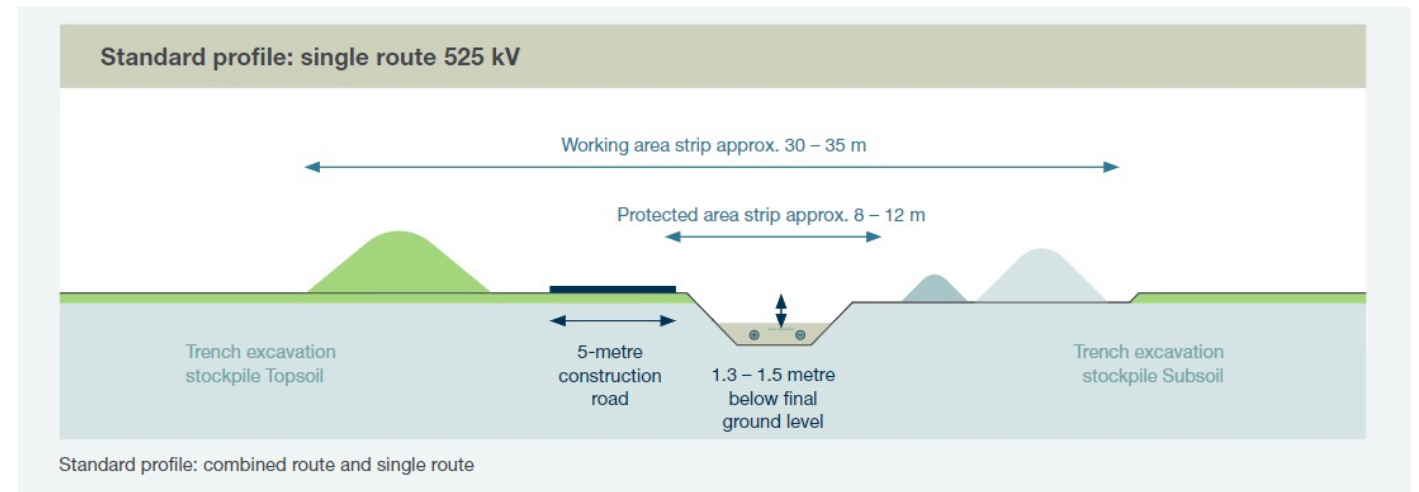 Standard profile: single route 525 kV
Working area strip approx. 30 – 35 m
Protected area strip approx. 8 – 12 m
Trench excavation
stockpile Topsoil
5-metre
construction
road
1.3 – 1.5 metre
below final
ground level
Trench excavation
stockpile Subsoil
Standard profile: combined route and single route